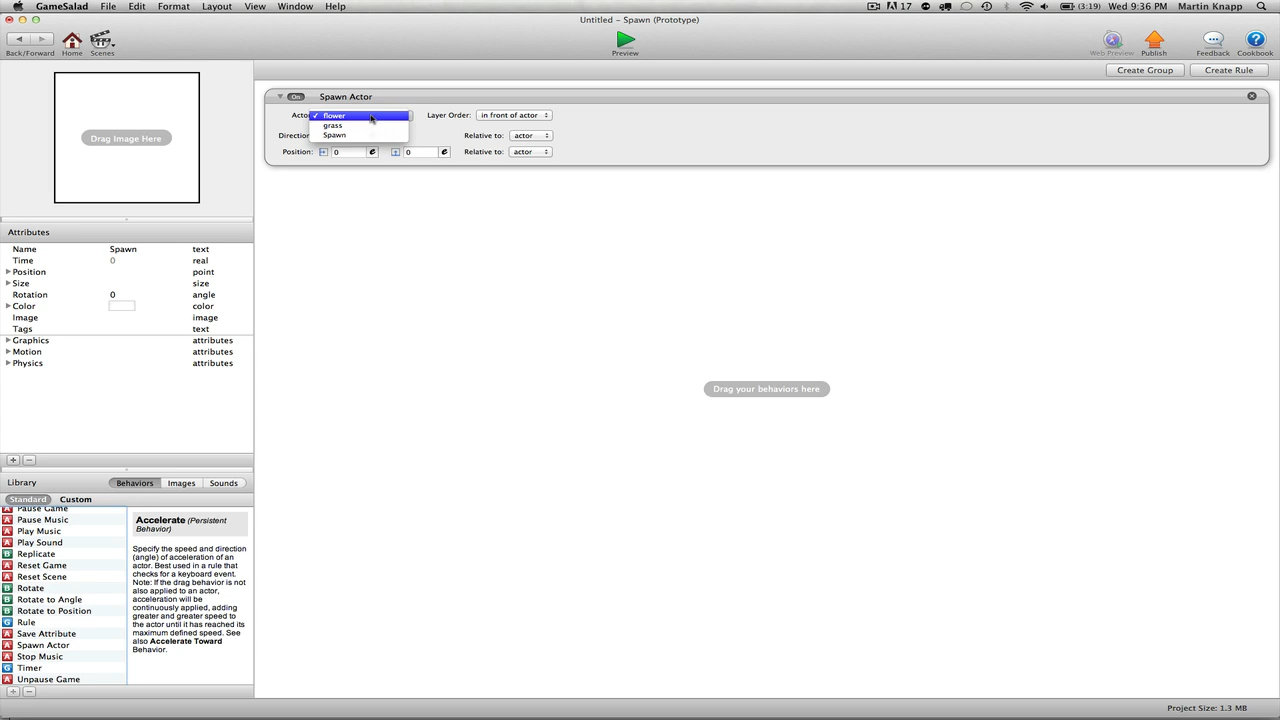 GameSalad File Edit Format Layout View Window Help
17 (3:19) Wed 9:36 PM Martin Knapp
Untitled – Spawn (Prototype)
Back/Forward Home Scenes Preview Web Preview Publish Feedback Cookbook
Create Group Create Rule
On Spawn Actor
Acto ✓ flower Layer Order: in front of actor
grass
Direction Spawn Relative to: actor
Position: 0 e 0 e Relative to: actor
Drag Image Here
Attributes
Name Spawn text
Time 0 real
Position point
Size size
Rotation 0 angle
Color color
Image image
Tags text
Graphics attributes
Motion attributes
Physics attributes
Drag your behaviors here
+ −
Library Behaviors Images Sounds
Standard Custom
A Pause Game
A Pause Music
A Play Music
A Play Sound
B Replicate
A Reset Game
A Reset Scene
B Rotate
B Rotate to Angle
B Rotate to Position
G Rule
A Save Attribute
A Spawn Actor
A Stop Music
G Timer
A Unpause Game
Accelerate (Persistent
Behavior)
Specify the speed and direction
(angle) of acceleration of an
actor. Best used in a rule that
checks for a keyboard event.
Note: If the drag behavior is not
also applied to an actor,
acceleration will be
continuously applied, adding
greater and greater speed to
the actor until it has reached its
maximum defined speed. See
also Accelerate Toward
Behavior.
+ −
Project Size: 1.3 MB